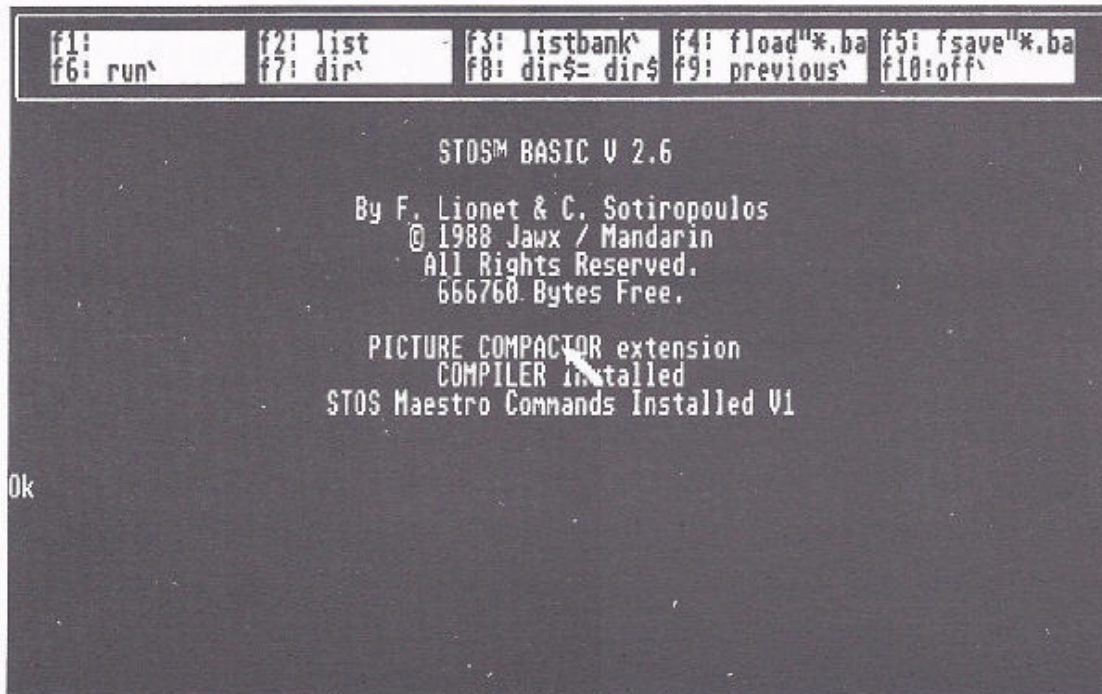 f1: f2: list f3: listbank` f4: fload"*.ba f5: fsave"*.ba
f6: run` f7: dir` f8: dir$= dir$ f9: previous` f10:off`
STOS™ BASIC V 2.6
By F. Lionet & C. Sotiropoulos
© 1988 Jawx / Mandarin
All Rights Reserved.
666760 Bytes Free.
PICTURE COMPACTOR extension
COMPILER Installed
STOS Maestro Commands Installed V1
Ok